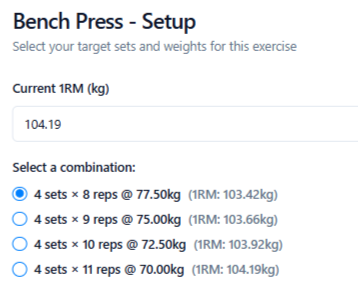 Bench Press - Setup
Select your target sets and weights for this exercise
Current 1RM (kg)
104.19
Select a combination:
4 sets × 8 reps @ 77.50kg (1RM: 103.42kg)
4 sets × 9 reps @ 75.00kg (1RM: 103.66kg)
4 sets × 10 reps @ 72.50kg (1RM: 103.92kg)
4 sets × 11 reps @ 70.00kg (1RM: 104.19kg)